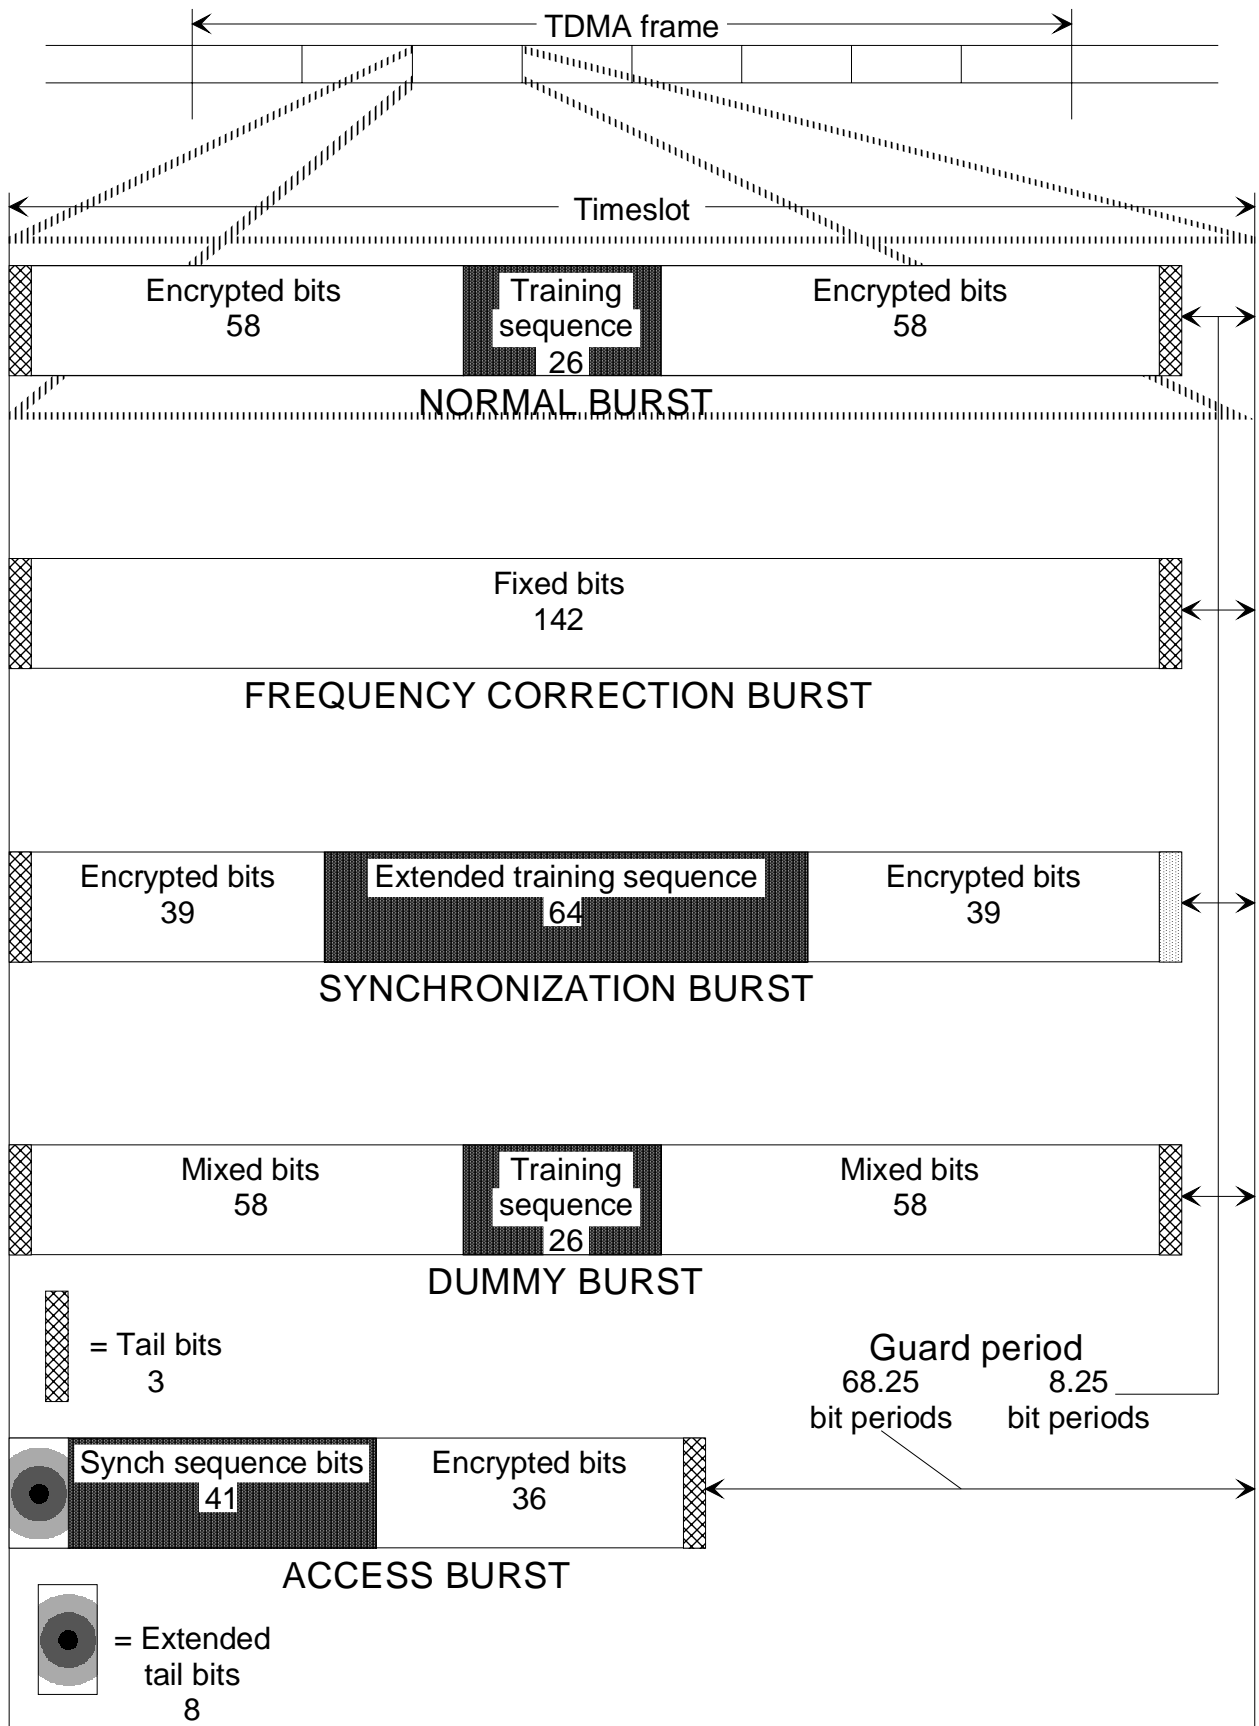 TDMA frame
Timeslot
Encrypted bits
58
Training
sequence
26
Encrypted bits
58
NORMAL BURST
Fixed bits
142
FREQUENCY CORRECTION BURST
Encrypted bits
39
Extended training sequence
64
Encrypted bits
39
SYNCHRONIZATION BURST
Mixed bits
58
Training
sequence
26
Mixed bits
58
DUMMY BURST
= Tail bits
3
Guard period
68.25
bit periods
8.25
bit periods
Synch sequence bits
41
Encrypted bits
36
ACCESS BURST
= Extended
tail bits
8